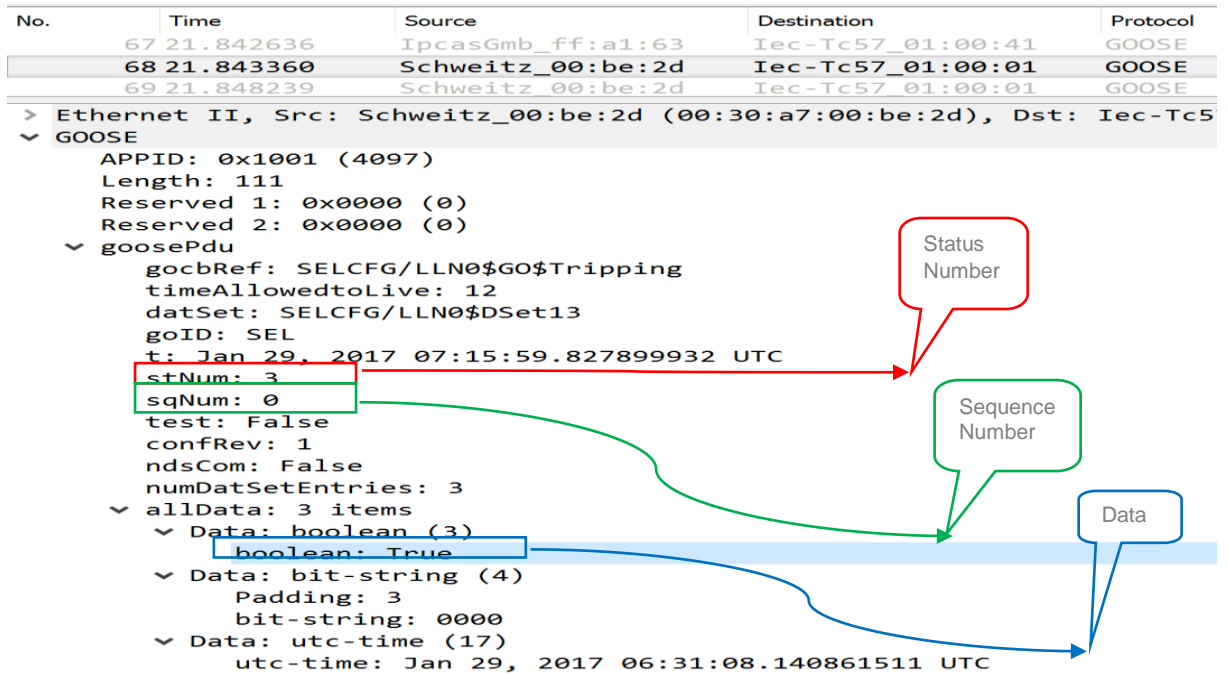 No. Time Source Destination Protocol
67 21.842636 IpcasGmb_ff:a1:63 Iec-Tc57_01:00:41 GOOSE
68 21.843360 Schweitz_00:be:2d Iec-Tc57_01:00:01 GOOSE
69 21.848239 Schweitz_00:be:2d Iec-Tc57_01:00:01 GOOSE
> Ethernet II, Src: Schweitz_00:be:2d (00:30:a7:00:be:2d), Dst: Iec-Tc5
GOOSE
APPID: 0x1001 (4097)
Length: 111
Reserved 1: 0x0000 (0)
Reserved 2: 0x0000 (0)
goosePdu
gocbRef: SELCFG/LLN0$GO$Tripping
timeAllowedtoLive: 12
datSet: SELCFG/LLN0$DSet13
goID: SEL
t: Jan 29, 2017 07:15:59.827899932 UTC
stNum: 3
sqNum: 0
test: False
confRev: 1
ndsCom: False
numDatSetEntries: 3
allData: 3 items
Data: boolean (3)
boolean: True
Data: bit-string (4)
Padding: 3
bit-string: 0000
Data: utc-time (17)
utc-time: Jan 29, 2017 06:31:08.140861511 UTC
Status
Number
Sequence
Number
Data